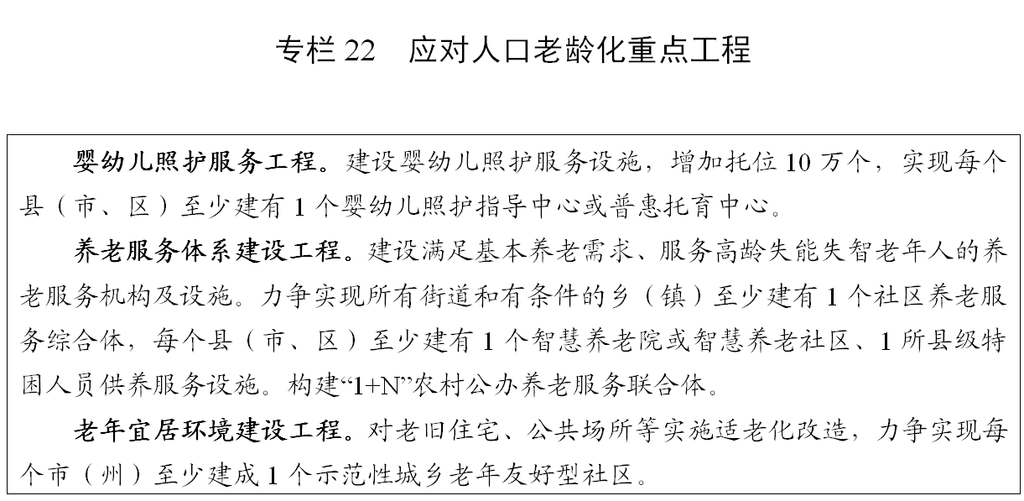 专栏 22　应对人口老龄化重点工程
婴幼儿照护服务工程。建设婴幼儿照护服务设施，增加托位 10 万个，实现每个
县（市、区）至少建有 1 个婴幼儿照护指导中心或普惠托育中心。
养老服务体系建设工程。建设满足基本养老需求、服务高龄失能失智老年人的养
老服务机构及设施。力争实现所有街道和有条件的乡（镇）至少建有 1 个社区养老服
务综合体，每个县（市、区）至少建有 1 个智慧养老院或智慧养老社区、1 所县级特
困人员供养服务设施。构建“1+N”农村公办养老服务联合体。
老年宜居环境建设工程。对老旧住宅、公共场所等实施适老化改造，力争实现每
个市（州）至少建成 1 个示范性城乡老年友好型社区。